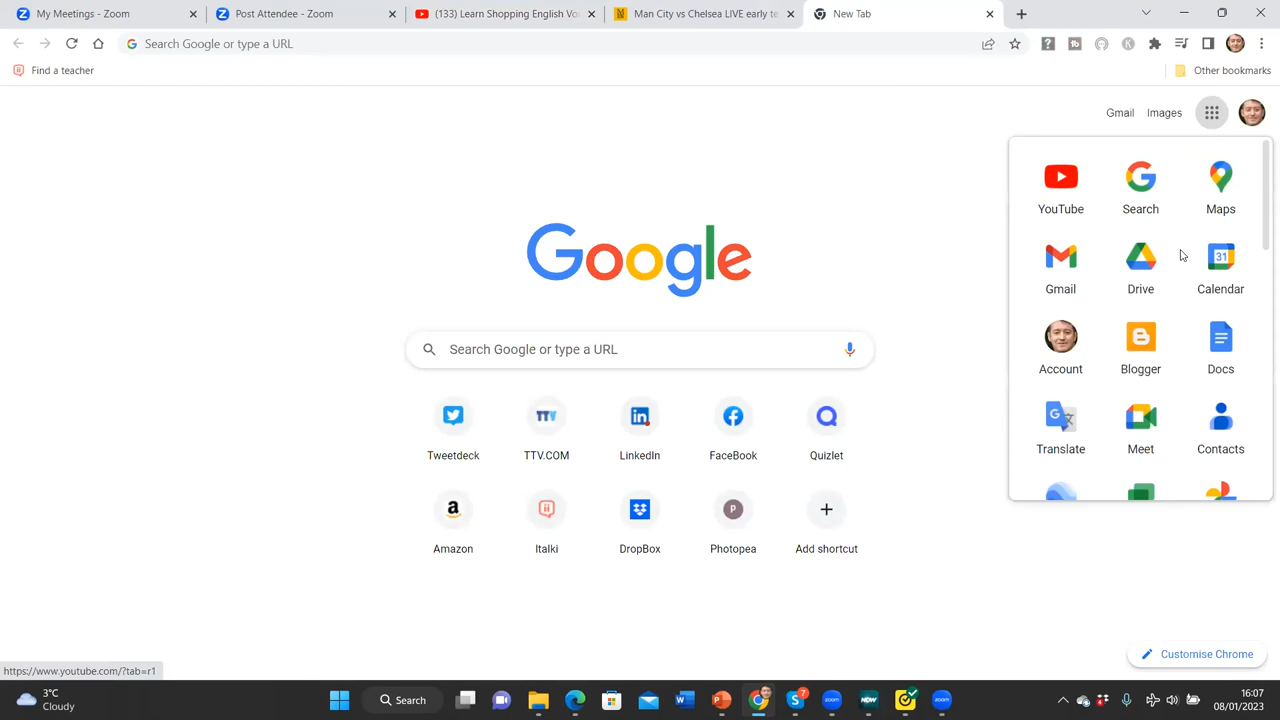 My Meetings - Zoom
Post Attendee - Zoom
(133) Learn Shopping English Vo
Man City vs Chelsea LIVE early te
New Tab
Search Google or type a URL
Find a teacher
Other bookmarks
Gmail Images
YouTube Search Maps
Gmail Drive Calendar
31
Account Blogger Docs
Translate Meet Contacts
Google
Search Google or type a URL
Tweetdeck TTV.COM LinkedIn FaceBook Quizlet
Amazon Italki DropBox Photopea Add shortcut
Customise Chrome
https://www.youtube.com/?tab=r1
3°C
Cloudy
Search
16:07
08/01/2023